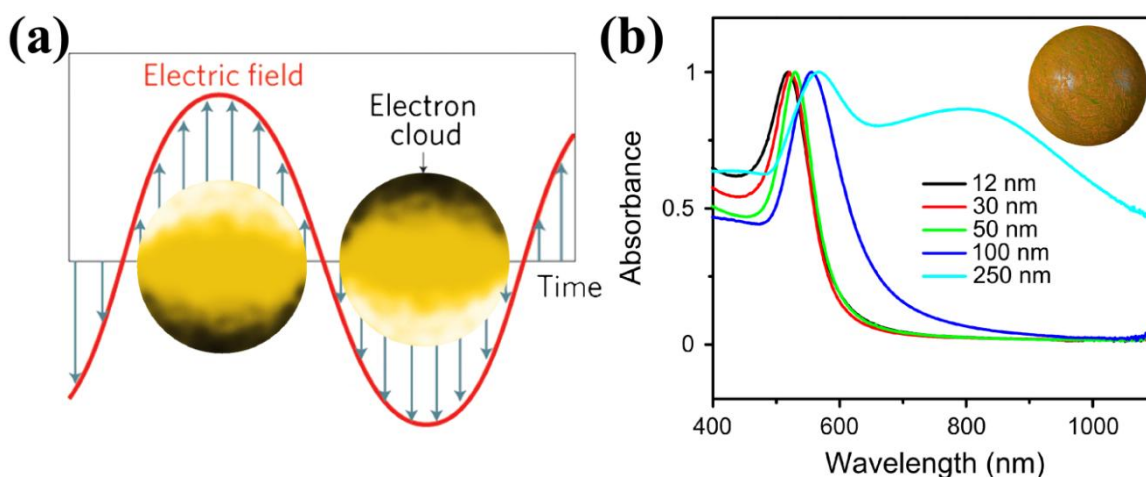 (a)
Electric field
Electron
cloud
Time
(b)
Absorbance
1
0.5
0
12 nm
30 nm
50 nm
100 nm
250 nm
400
600
800
1000
Wavelength (nm)